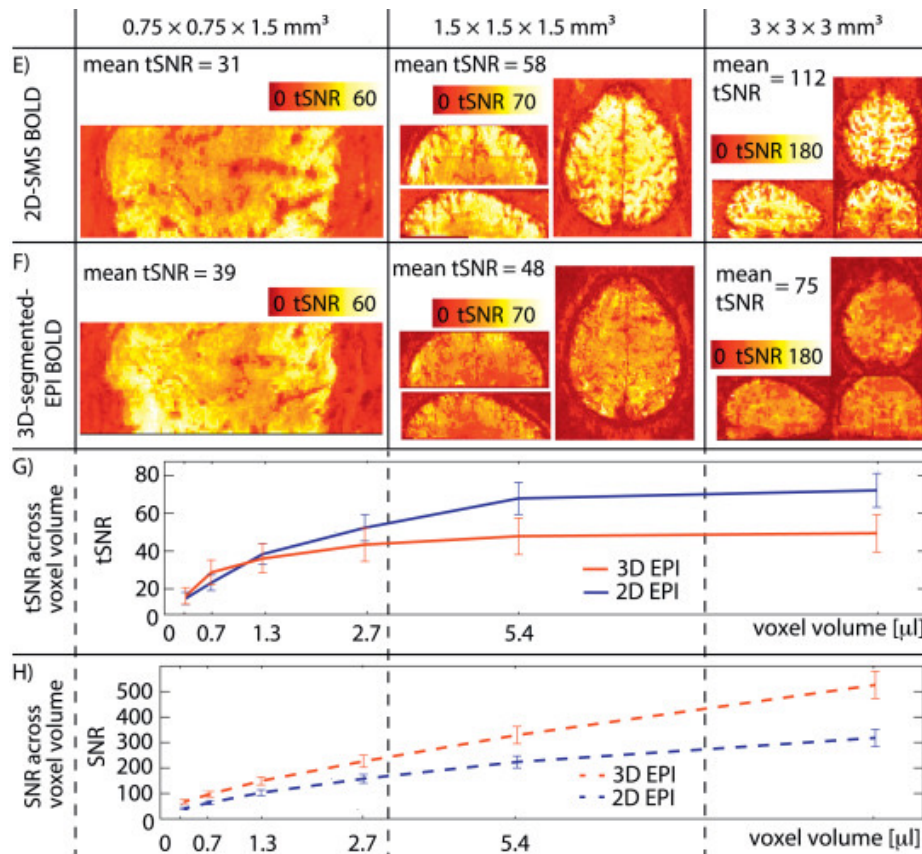 0.75 × 0.75 × 1.5 mm³
1.5 × 1.5 × 1.5 mm³
3 × 3 × 3 mm³
E)
2D-SMS BOLD
mean tSNR = 31
0 tSNR 60
mean tSNR = 58
0 tSNR 70
mean tSNR = 112
0 tSNR 180
F)
3D-segmented-EPI BOLD
mean tSNR = 39
0 tSNR 60
mean tSNR = 48
0 tSNR 70
mean tSNR = 75
0 tSNR 180
G)
tSNR across voxel volume
tSNR
80
60
40
20
0
3D EPI
2D EPI
0 0.7 1.3 2.7 5.4 voxel volume [µl]
H)
SNR across voxel volume
SNR
500
400
300
200
100
0
3D EPI
2D EPI
0 0.7 1.3 2.7 5.4 voxel volume [µl]